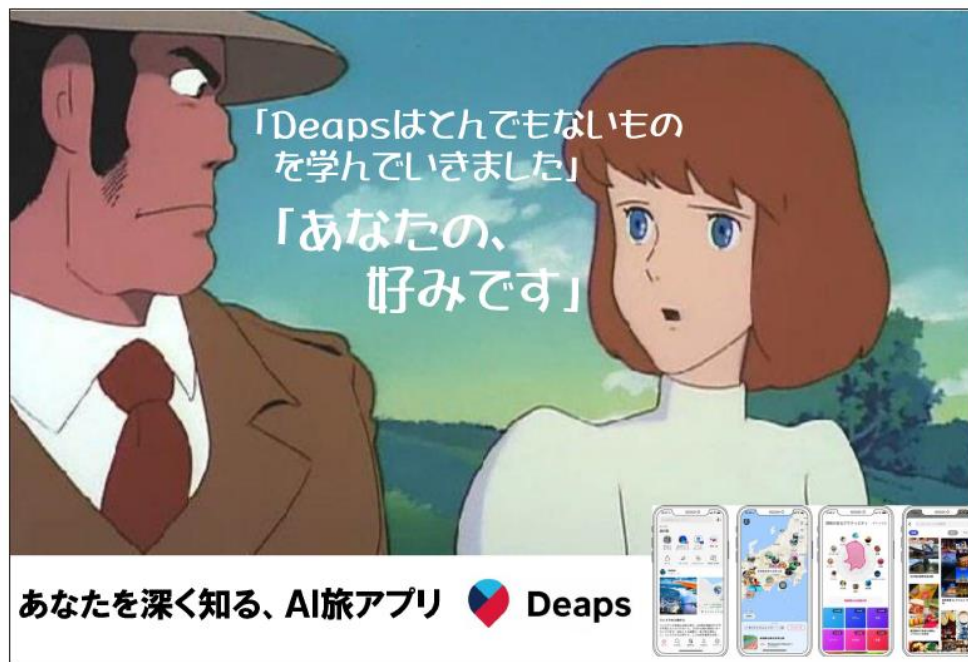 「Deapsはとんでもないもの
を学んでいきました」
「あなたの、
好みです」
あなたを深く知る、AI旅アプリ
Deaps